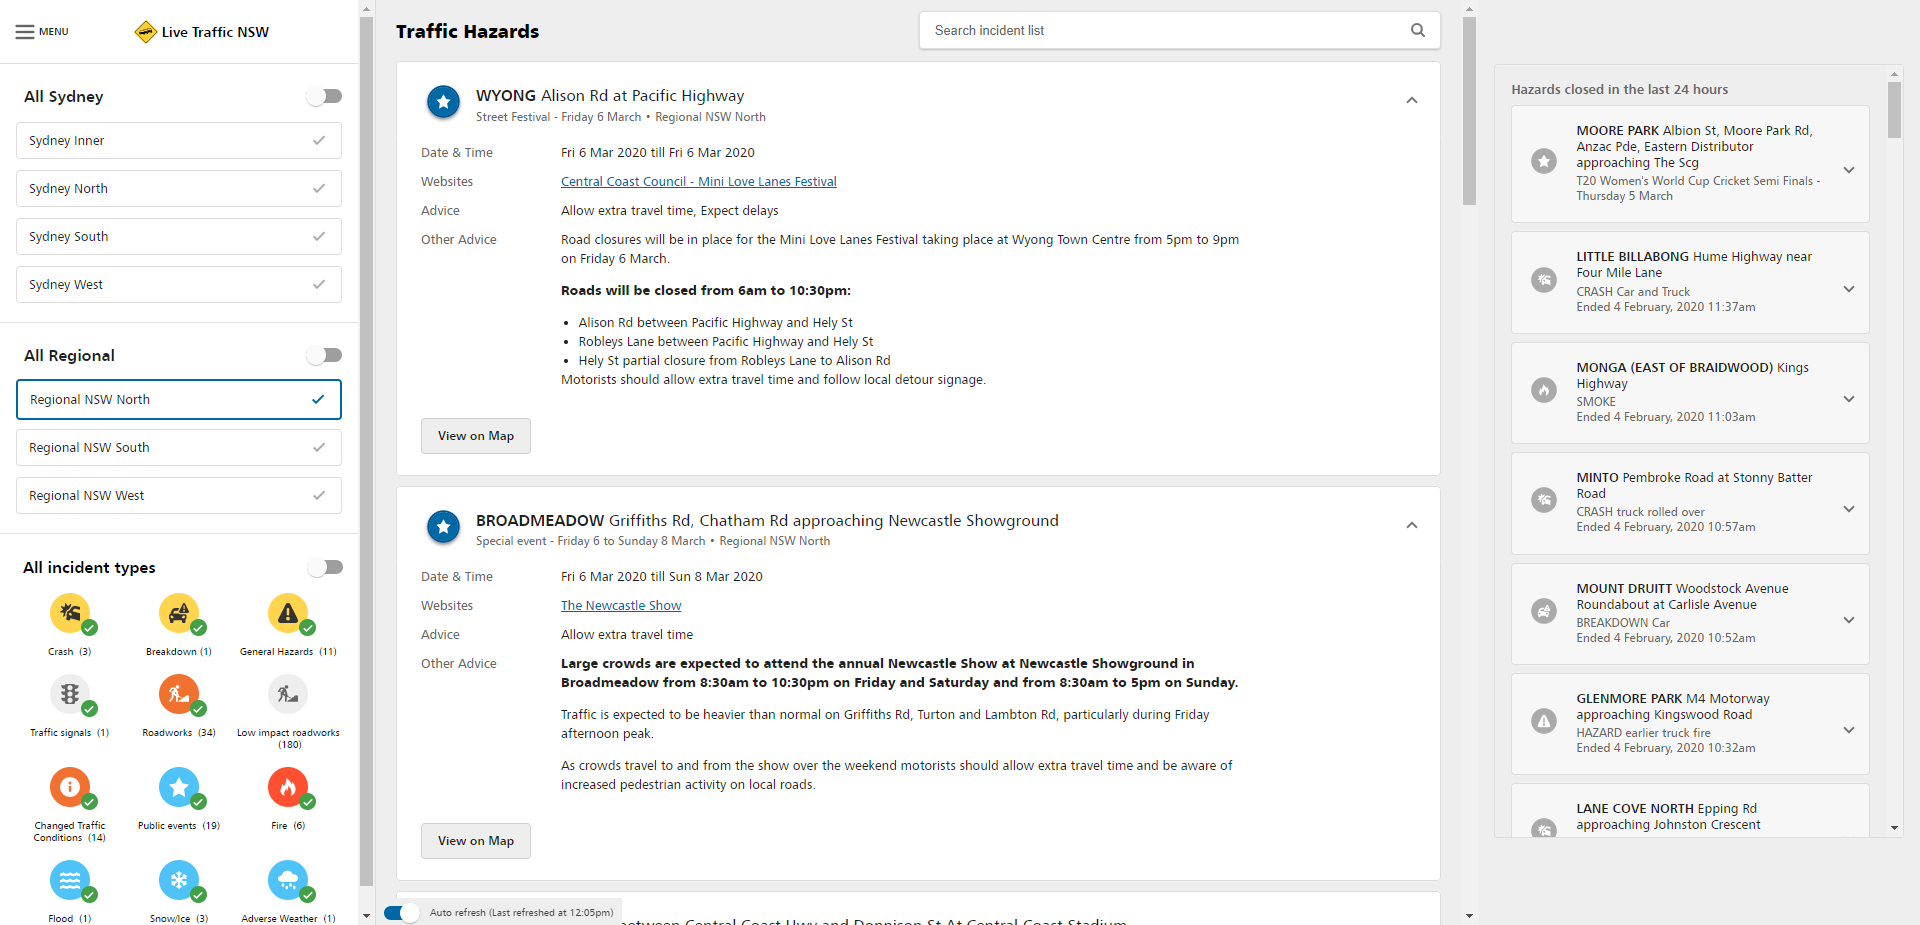 MENU
Live Traffic NSW
All Sydney
Sydney Inner
Sydney North
Sydney South
Sydney West
All Regional
Regional NSW North
Regional NSW South
Regional NSW West
All incident types
Crash (3)
Breakdown (1)
General Hazards (11)
Traffic signals (1)
Roadworks (34)
Low impact roadworks
(180)
Changed Traffic
Conditions (14)
Public events (19)
Fire (6)
Flood (1)
Snow/Ice (3)
Adverse Weather (1)
Traffic Hazards
Search incident list
WYONG Alison Rd at Pacific Highway
Street Festival - Friday 6 March • Regional NSW North
Date & Time
Fri 6 Mar 2020 till Fri 6 Mar 2020
Websites
Central Coast Council - Mini Love Lanes Festival
Advice
Allow extra travel time, Expect delays
Other Advice
Road closures will be in place for the Mini Love Lanes Festival taking place at Wyong Town Centre from 5pm to 9pm
on Friday 6 March.
Roads will be closed from 6am to 10:30pm:
• Alison Rd between Pacific Highway and Hely St
• Robleys Lane between Pacific Highway and Hely St
• Hely St partial closure from Robleys Lane to Alison Rd
Motorists should allow extra travel time and follow local detour signage.
View on Map
BROADMEADOW Griffiths Rd, Chatham Rd approaching Newcastle Showground
Special event - Friday 6 to Sunday 8 March • Regional NSW North
Date & Time
Fri 6 Mar 2020 till Sun 8 Mar 2020
Websites
The Newcastle Show
Advice
Allow extra travel time
Other Advice
Large crowds are expected to attend the annual Newcastle Show at Newcastle Showground in
Broadmeadow from 8:30am to 10:30pm on Friday and Saturday and from 8:30am to 5pm on Sunday.
Traffic is expected to be heavier than normal on Griffiths Rd, Turton and Lambton Rd, particularly during Friday
afternoon peak.
As crowds travel to and from the show over the weekend motorists should allow extra travel time and be aware of
increased pedestrian activity on local roads.
View on Map
between Central Coast Hwy and Donnison St At Central Coast Stadium
Auto refresh (Last refreshed at 12:05pm)
Hazards closed in the last 24 hours
MOORE PARK Albion St, Moore Park Rd,
Anzac Pde, Eastern Distributor
approaching The Scg
T20 Women's World Cup Cricket Semi Finals -
Thursday 5 March
LITTLE BILLABONG Hume Highway near
Four Mile Lane
CRASH Car and Truck
Ended 4 February, 2020 11:37am
MONGA (EAST OF BRAIDWOOD) Kings
Highway
SMOKE
Ended 4 February, 2020 11:03am
MINTO Pembroke Road at Stonny Batter
Road
CRASH truck rolled over
Ended 4 February, 2020 10:57am
MOUNT DRUITT Woodstock Avenue
Roundabout at Carlisle Avenue
BREAKDOWN Car
Ended 4 February, 2020 10:52am
GLENMORE PARK M4 Motorway
approaching Kingswood Road
HAZARD earlier truck fire
Ended 4 February, 2020 10:32am
LANE COVE NORTH Epping Rd
approaching Johnston Crescent